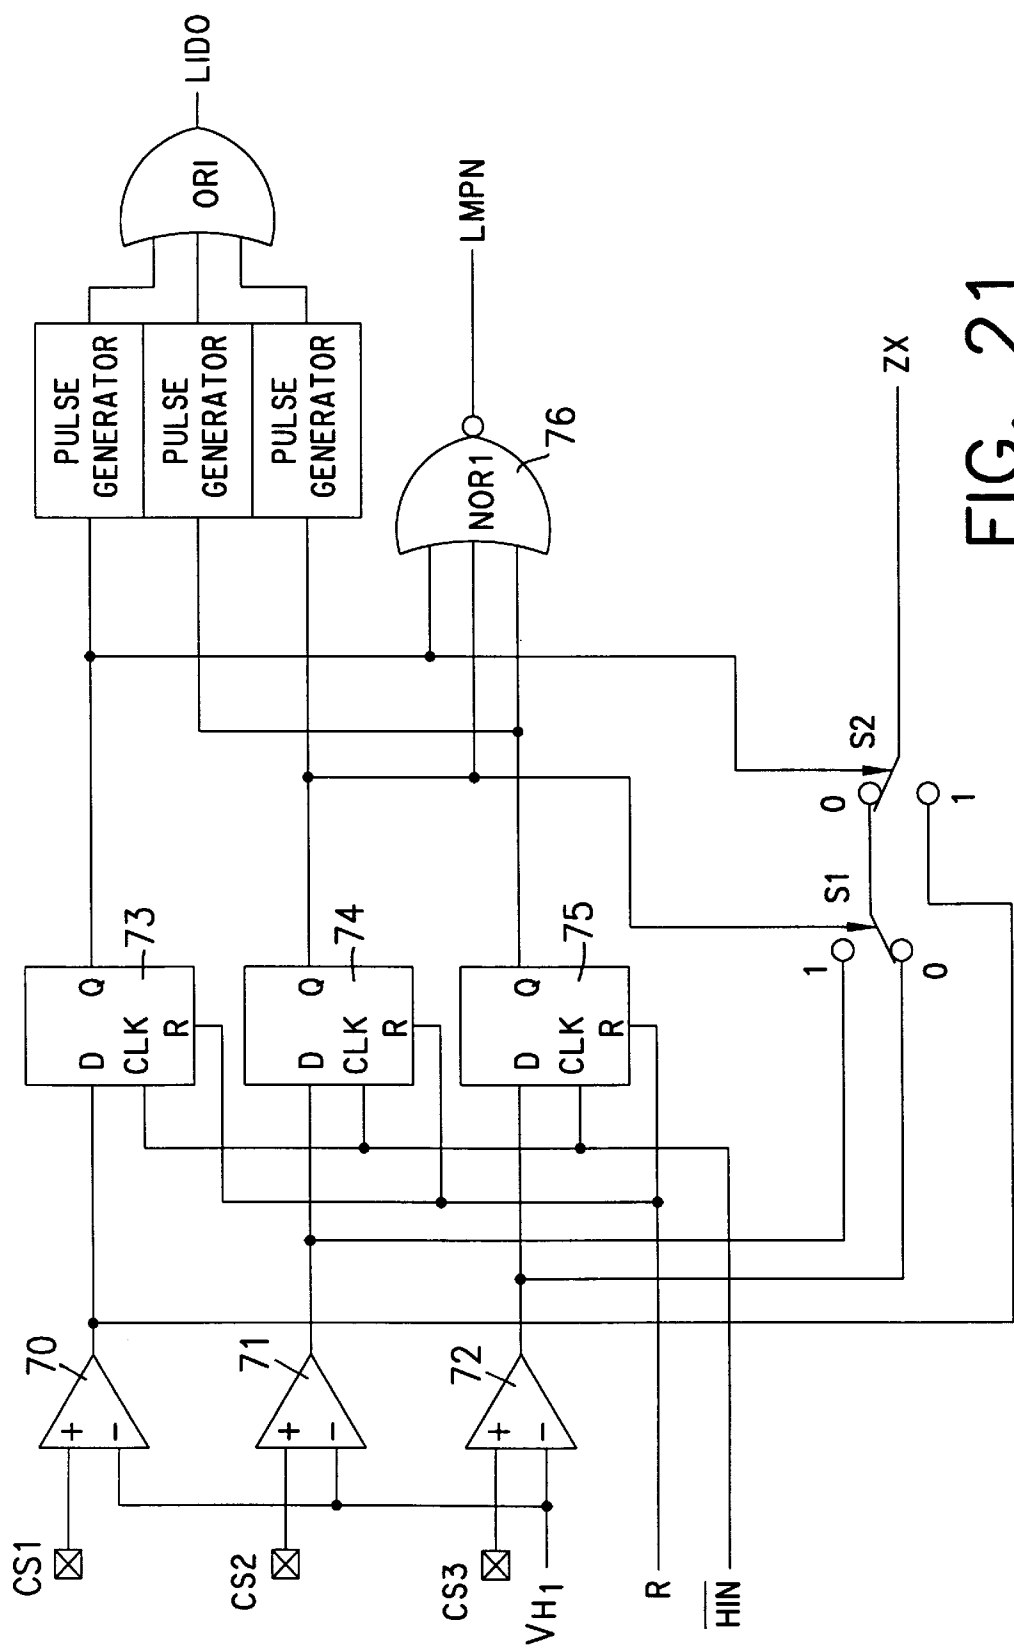 CS1
CS2
CS3
VH1
R
HIN
70
71
72
+
−
+
−
+
−
D
Q
CLK
R
73
D
Q
CLK
R
74
D
Q
CLK
R
75
PULSE
GENERATOR
PULSE
GENERATOR
PULSE
GENERATOR
ORI
LIDO
NOR1
76
LMPN
1
0
S1
0
1
S2
ZX
FIG. 21